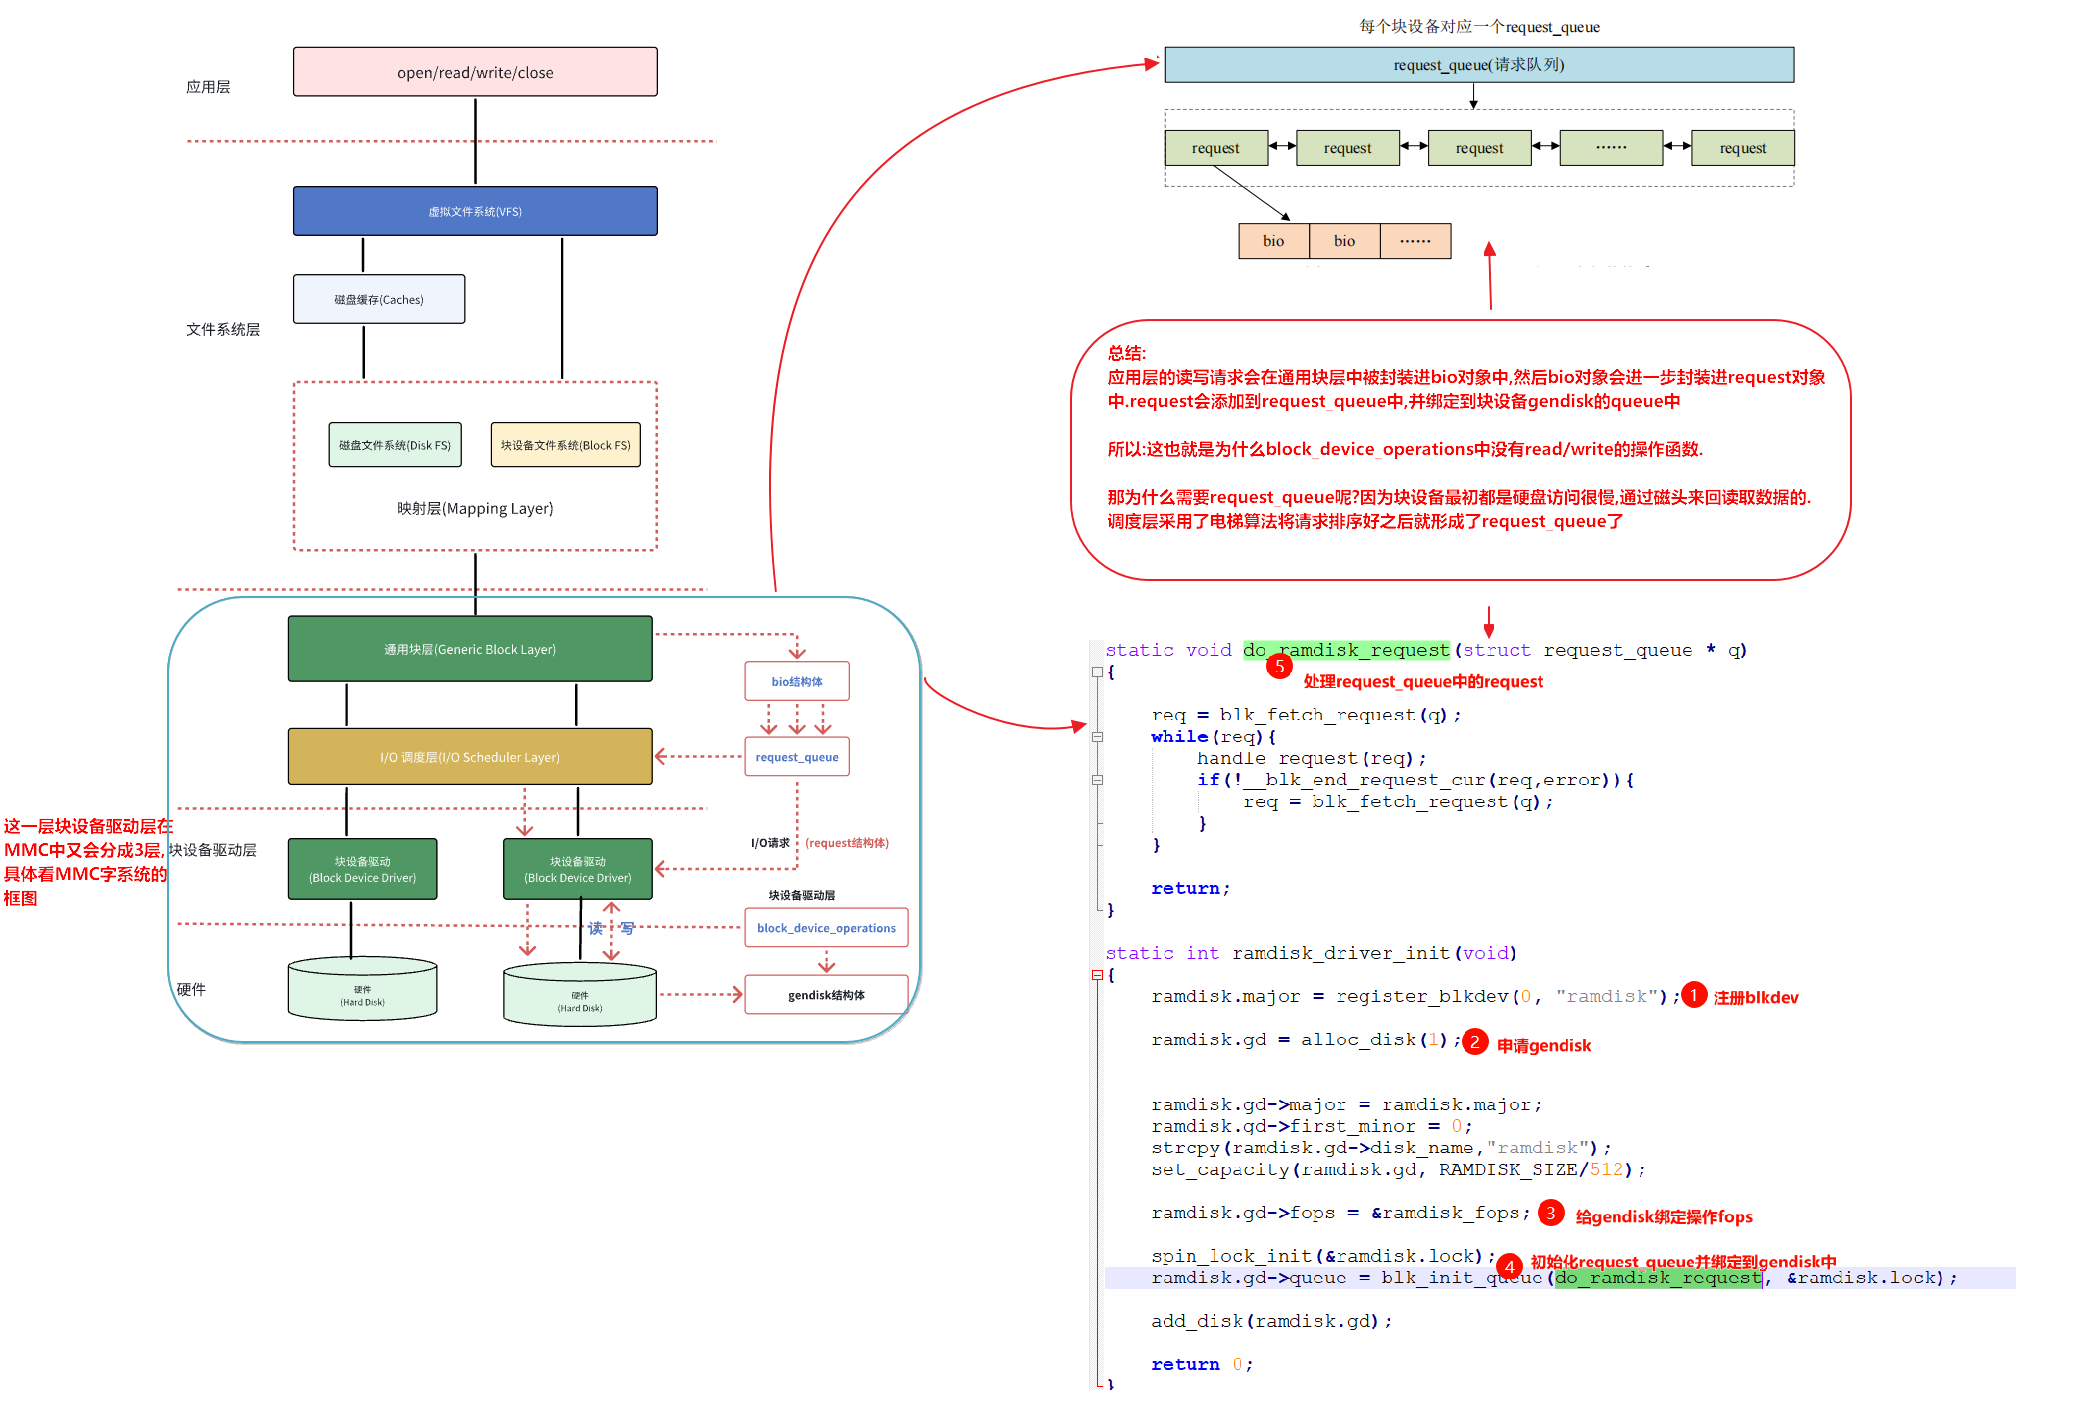 应用层
open/read/write/close
虚拟文件系统(VFS)
磁盘缓存(Caches)
文件系统层
磁盘文件系统(Disk FS)
块设备文件系统(Block FS)
映射层(Mapping Layer)
通用块层(Generic Block Layer)
bio结构体
I/O 调度层(I/O Scheduler Layer)
request_queue
这一层块设备驱动层在
MMC中又会分成3层,
具体看MMC字系统的
框图
块设备驱动层
块设备驱动
(Block Device Driver)
块设备驱动
(Block Device Driver)
I/O请求
(request结构体)
块设备驱动层
读
写
block_device_operations
硬件
硬件
(Hard Disk)
硬件
(Hard Disk)
gendisk结构体
每个块设备对应一个request_queue
request_queue(请求队列)
request
request
request
······
request
bio
bio
······
总结:
应用层的读写请求会在通用块层中被封装进bio对象中,然后bio对象会进一步封装进request对象
中.request会添加到request_queue中,并绑定到块设备gendisk的queue中
所以:这也就是为什么block_device_operations中没有read/write的操作函数.
那为什么需要request_queue呢?因为块设备最初都是硬盘访问很慢,通过磁头来回读取数据的.
调度层采用了电梯算法将请求排序好之后就形成了request_queue了
static void do_ramdisk_request(struct request_queue * q)
{
5
处理request_queue中的request
req = blk_fetch_request(q);
while(req){
handle_request(req);
if(!__blk_end_request_cur(req,error)){
req = blk_fetch_request(q);
}
}
return;
}
static int ramdisk_driver_init(void)
{
ramdisk.major = register_blkdev(0, "ramdisk");
1
注册blkdev
ramdisk.gd = alloc_disk(1);
2
申请gendisk
ramdisk.gd->major = ramdisk.major;
ramdisk.gd->first_minor = 0;
strcpy(ramdisk.gd->disk_name,"ramdisk");
set_capacity(ramdisk.gd, RAMDISK_SIZE/512);
ramdisk.gd->fops = &ramdisk_fops;
3
给gendisk绑定操作fops
spin_lock_init(&ramdisk.lock);
4
初始化request_queue并绑定到gendisk中
ramdisk.gd->queue = blk_init_queue(do_ramdisk_request, &ramdisk.lock);
add_disk(ramdisk.gd);
return 0;
}